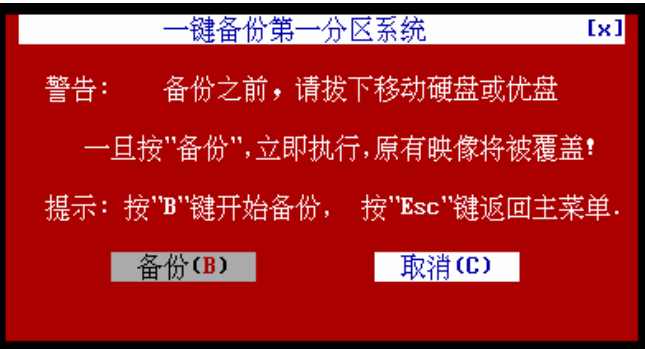 一键备份第一分区系统 [x]
警告: 备份之前,请拔下移动硬盘或优盘
一旦按"备份",立即执行,原有映像将被覆盖!
提示: 按"B"键开始备份, 按"Esc"键返回主菜单.
备份(B) 取消(C)